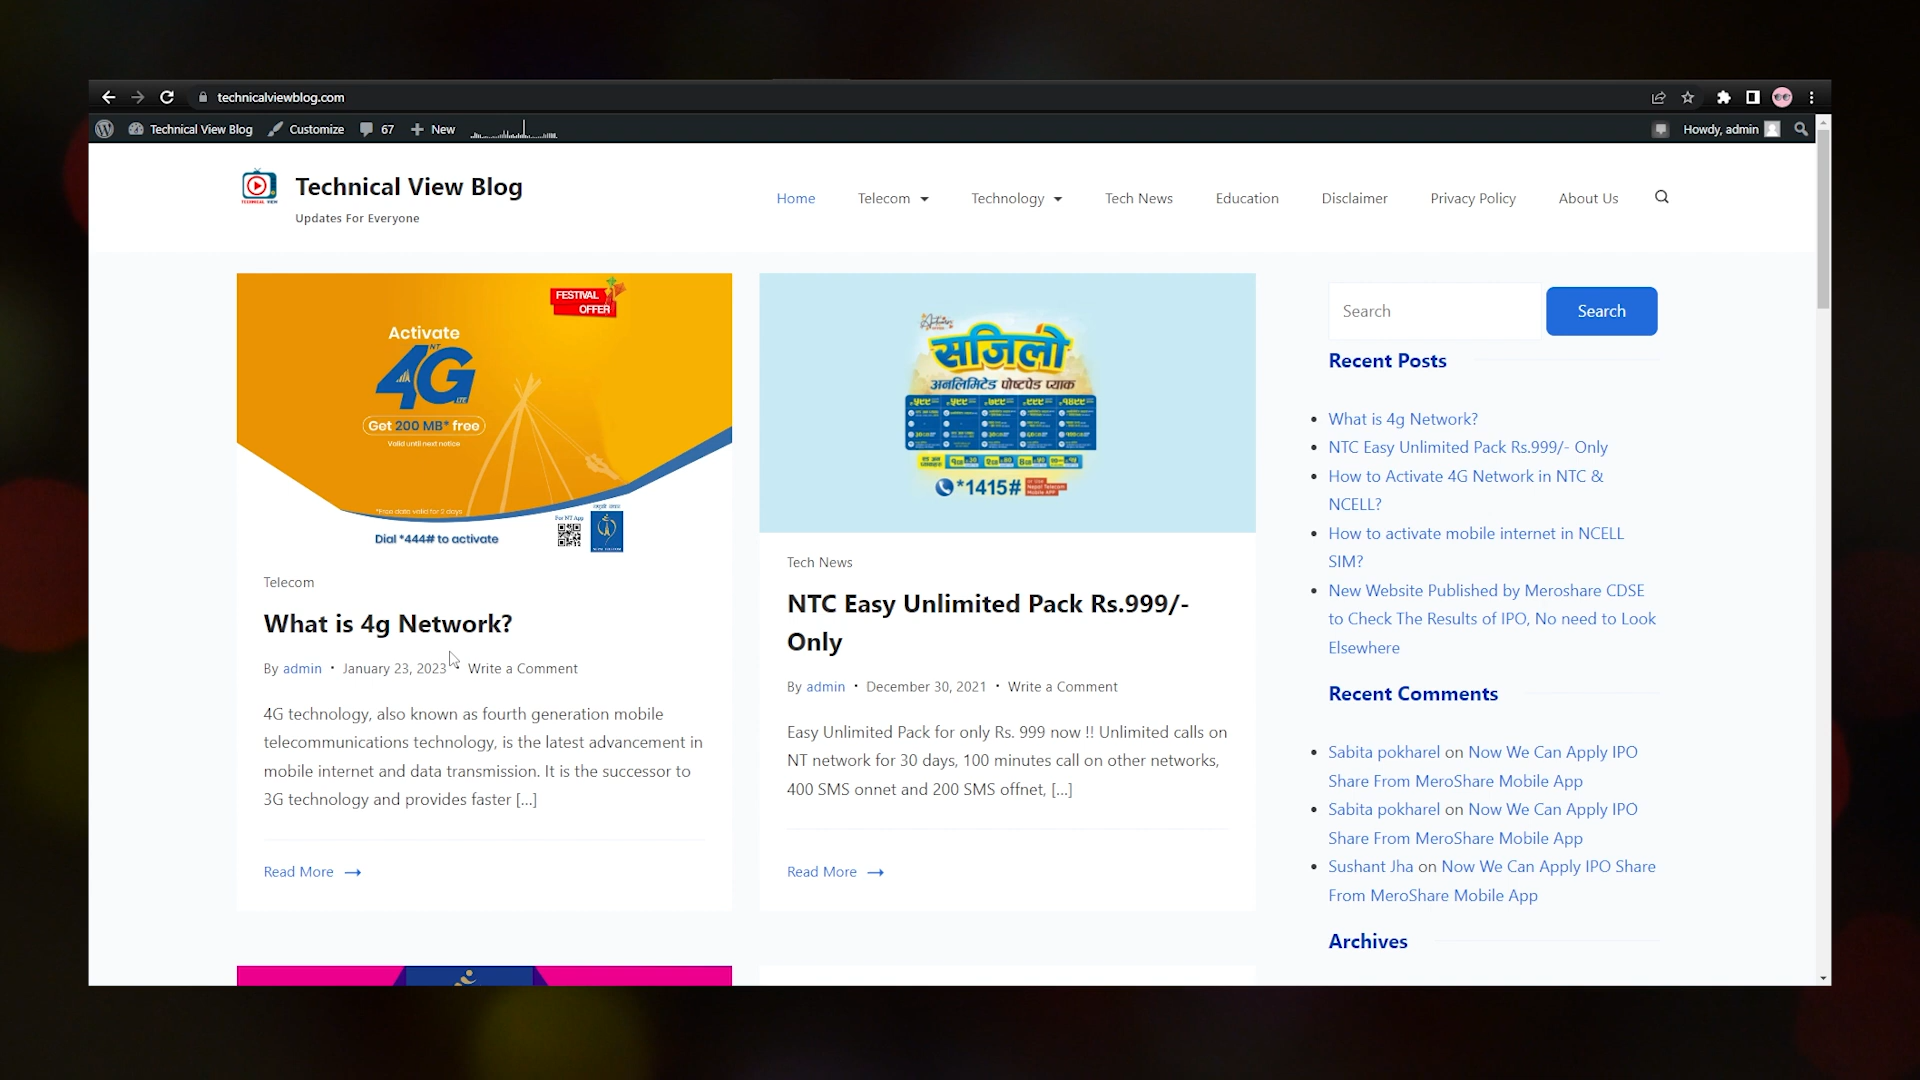 technicalviewblog.com
Technical View Blog
Customize
67
New
Howdy, admin
TECHNICAL VIEW
Technical View Blog
Updates For Everyone
Home
Telecom
Technology
Tech News
Education
Disclaimer
Privacy Policy
About Us
FESTIVAL
OFFER
Activate
NT
4G
LTE
Get 200 MB* free
Valid until next notice
*Free data valid for 2 days
Dial *444# to activate
For NT App
Telecom
What is 4g Network?
By admin • January 23, 2023 • Write a Comment
4G technology, also known as fourth generation mobile
telecommunications technology, is the latest advancement in
mobile internet and data transmission. It is the successor to
3G technology and provides faster [...]
Read More →
सजिलो
अनलिमिटेड पोष्टपेड प्याक
*1415#
Nepal Telecom
Mobile APP
Tech News
NTC Easy Unlimited Pack Rs.999/-
Only
By admin • December 30, 2021 • Write a Comment
Easy Unlimited Pack for only Rs. 999 now !! Unlimited calls on
NT network for 30 days, 100 minutes call on other networks,
400 SMS onnet and 200 SMS offnet, [...]
Read More →
Search
Search
Recent Posts
What is 4g Network?
NTC Easy Unlimited Pack Rs.999/- Only
How to Activate 4G Network in NTC &
NCELL?
How to activate mobile internet in NCELL
SIM?
New Website Published by Meroshare CDSE
to Check The Results of IPO, No need to Look
Elsewhere
Recent Comments
Sabita pokharel on Now We Can Apply IPO
Share From MeroShare Mobile App
Sabita pokharel on Now We Can Apply IPO
Share From MeroShare Mobile App
Sushant Jha on Now We Can Apply IPO Share
From MeroShare Mobile App
Archives